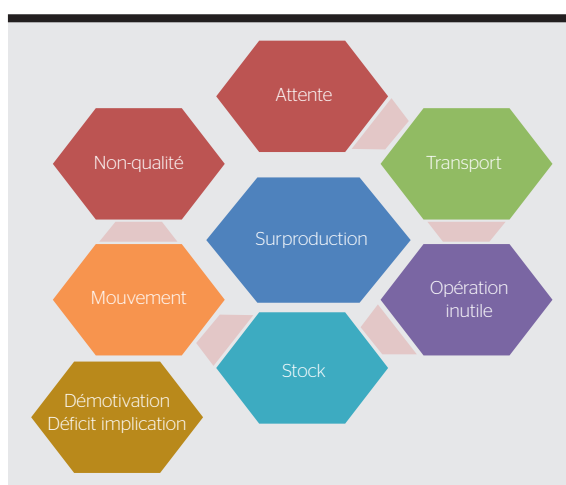 Attente
Non-qualité
Transport
Surproduction
Mouvement
Opération
inutile
Stock
Démotivation
Déficit implication